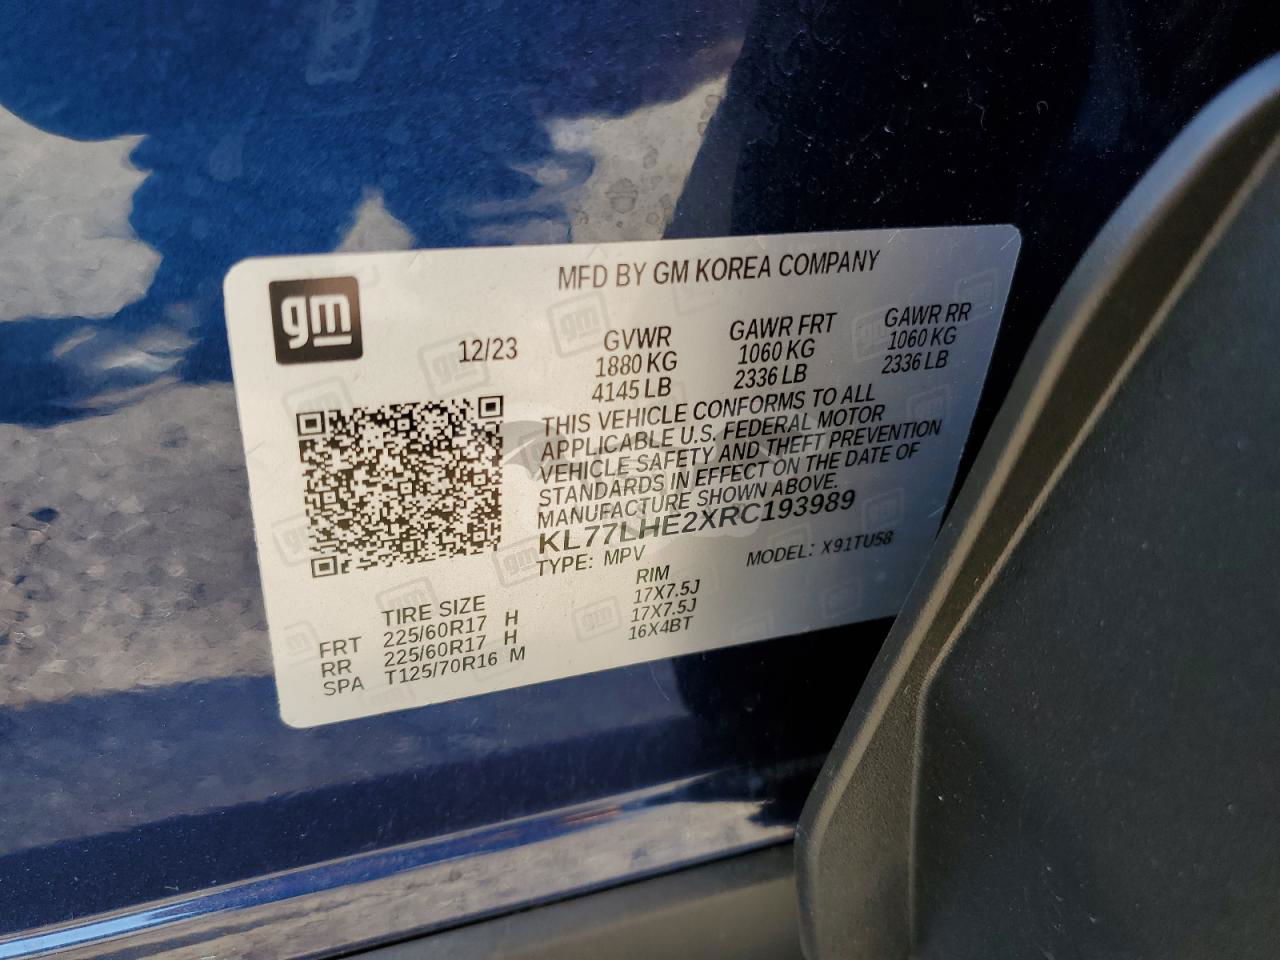 gm
MFD BY GM KOREA COMPANY
12/23 GVWR GAWR FRT GAWR RR
1880 KG 1060 KG 1060 KG
4145 LB 2336 LB 2336 LB
THIS VEHICLE CONFORMS TO ALL
APPLICABLE U.S. FEDERAL MOTOR
VEHICLE SAFETY AND THEFT PREVENTION
STANDARDS IN EFFECT ON THE DATE OF
MANUFACTURE SHOWN ABOVE.
KL77LHE2XRC193989
TYPE: MPV MODEL: X91TU58
TIRE SIZE RIM
FRT 225/60R17 H 17X7.5J
RR 225/60R17 H 17X7.5J
SPA T125/70R16 M 16X4BT